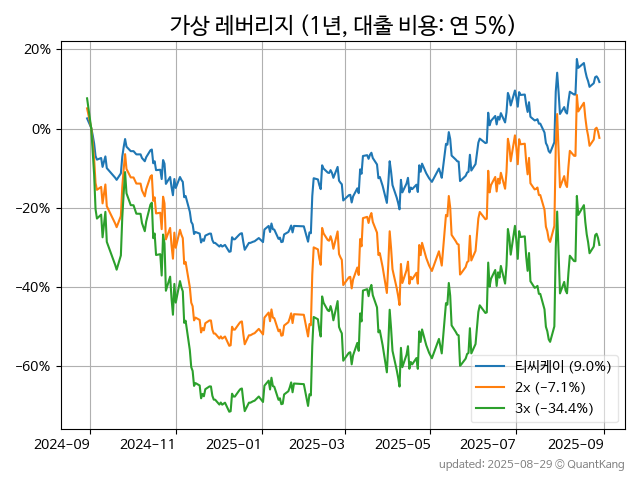 가상 레버리지 (1년, 대출 비용: 연 5%)
20%
0%
−20%
−40%
−60%
티씨케이 (9.0%)
2x (−7.1%)
3x (−34.4%)
2024-09 2024-11 2025-01 2025-03 2025-05 2025-07 2025-09
updated: 2025-08-29 © QuantKang